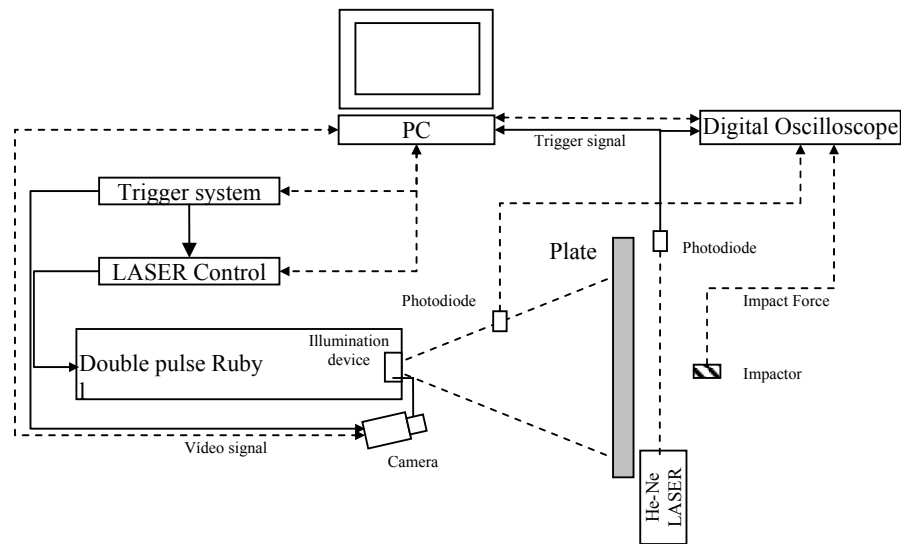 PC
Trigger signal
Digital Oscilloscope
Trigger system
LASER Control
Plate
Photodiode
Photodiode
Impact Force
Double pulse Ruby
Illumination
device
Impactor
Vídeo signal
Camera
He-Ne
LASER